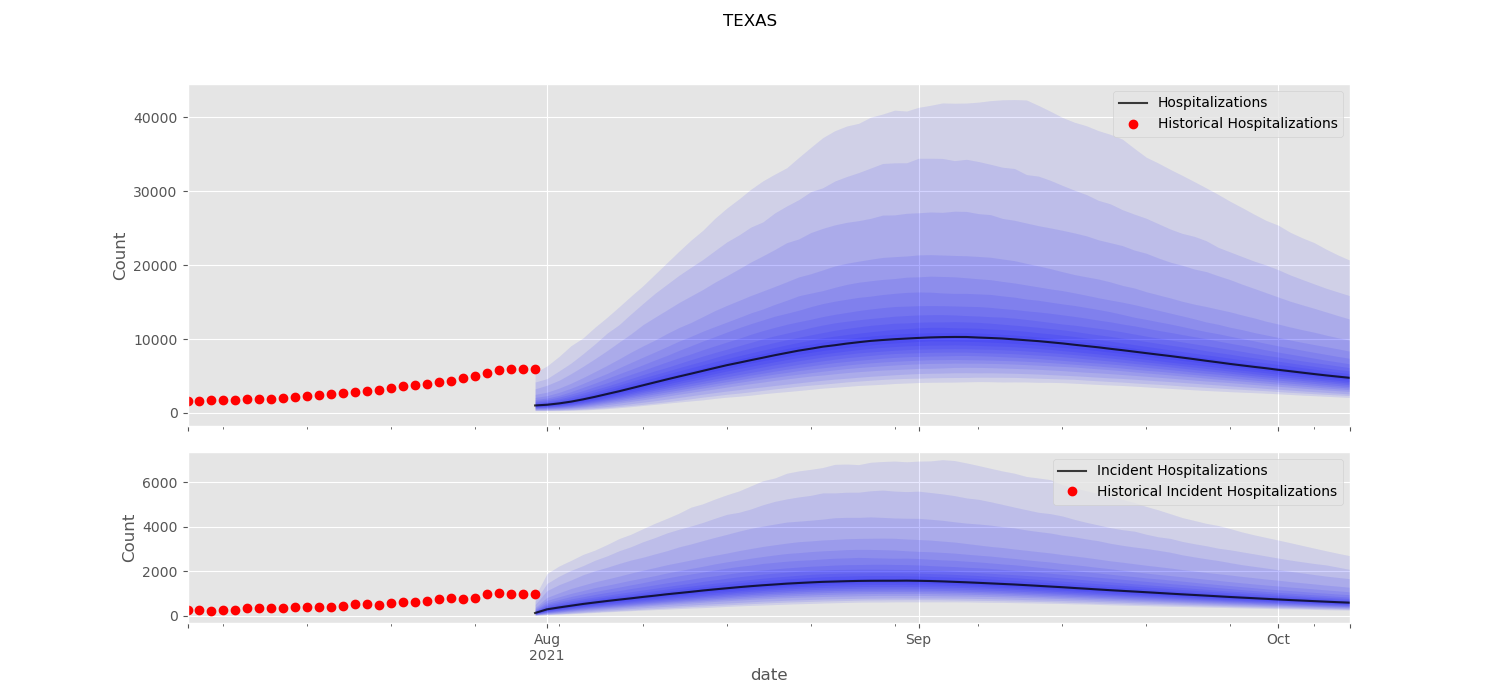 TEXAS
Count
40000
30000
20000
10000
0
Hospitalizations
Historical Hospitalizations
Count
6000
4000
2000
0
Incident Hospitalizations
Historical Incident Hospitalizations
Aug
2021
Sep
Oct
date